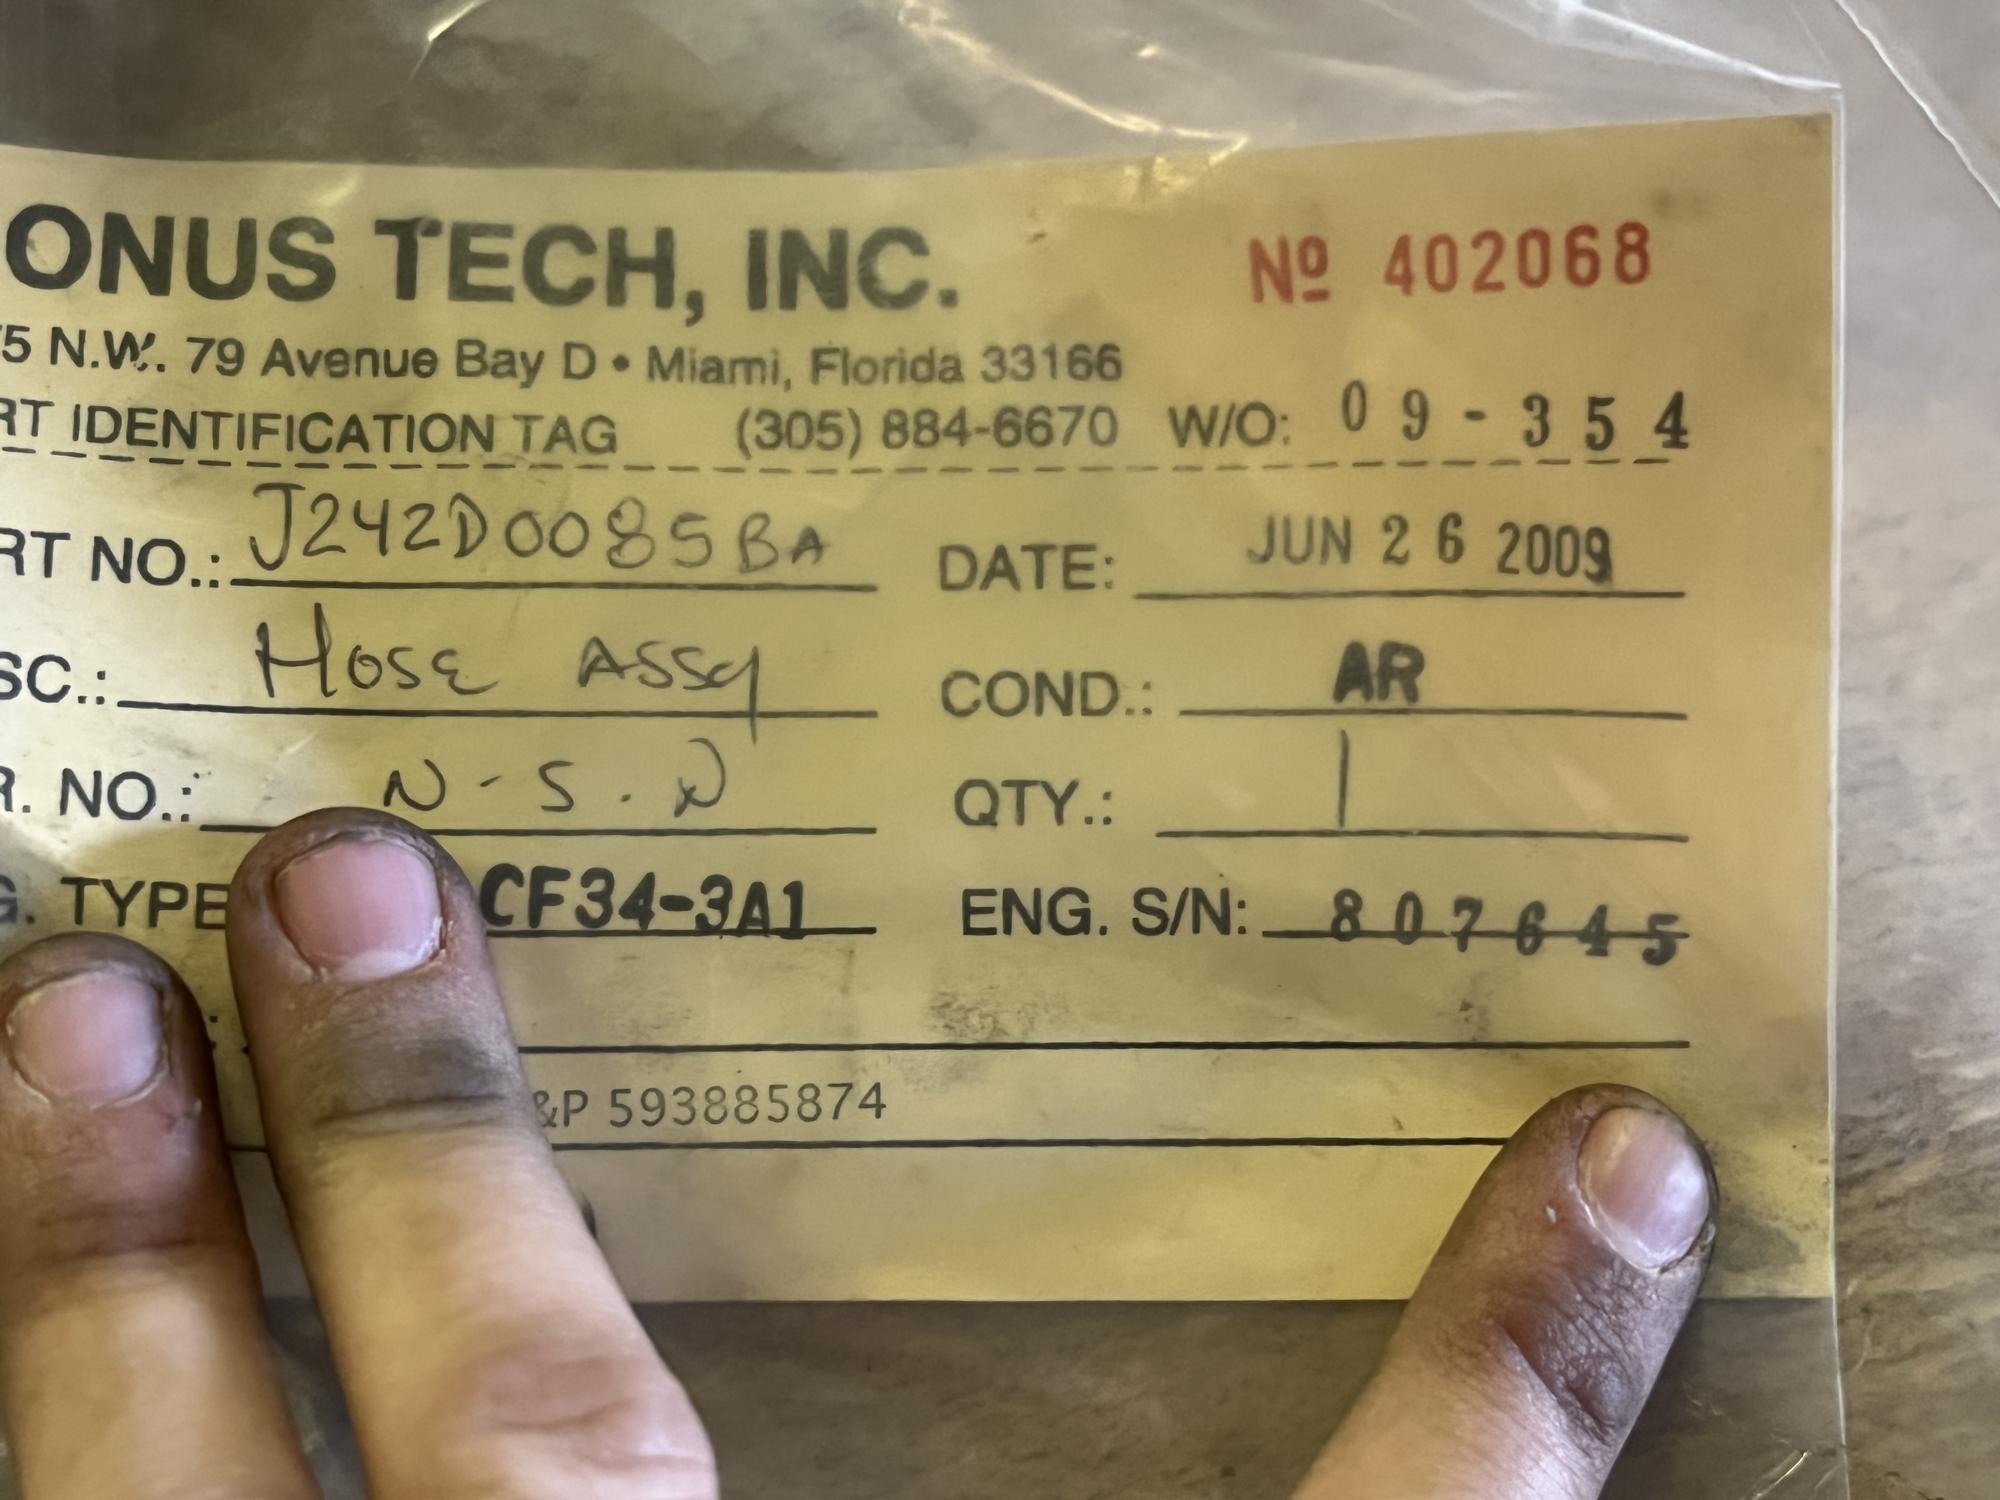 ONUS TECH, INC. Nº 402068
5 N.W. 79 Avenue Bay D • Miami, Florida 33166
RT IDENTIFICATION TAG (305) 884-6670 W/O: 09-354
RT NO.: J242D0085BA DATE: JUN 26 2009
SC.: Hose Assy COND.: AR
R. NO.: N-S.N QTY.: 1
G. TYPE CF34-3A1 ENG. S/N: 807645
&P 593885874